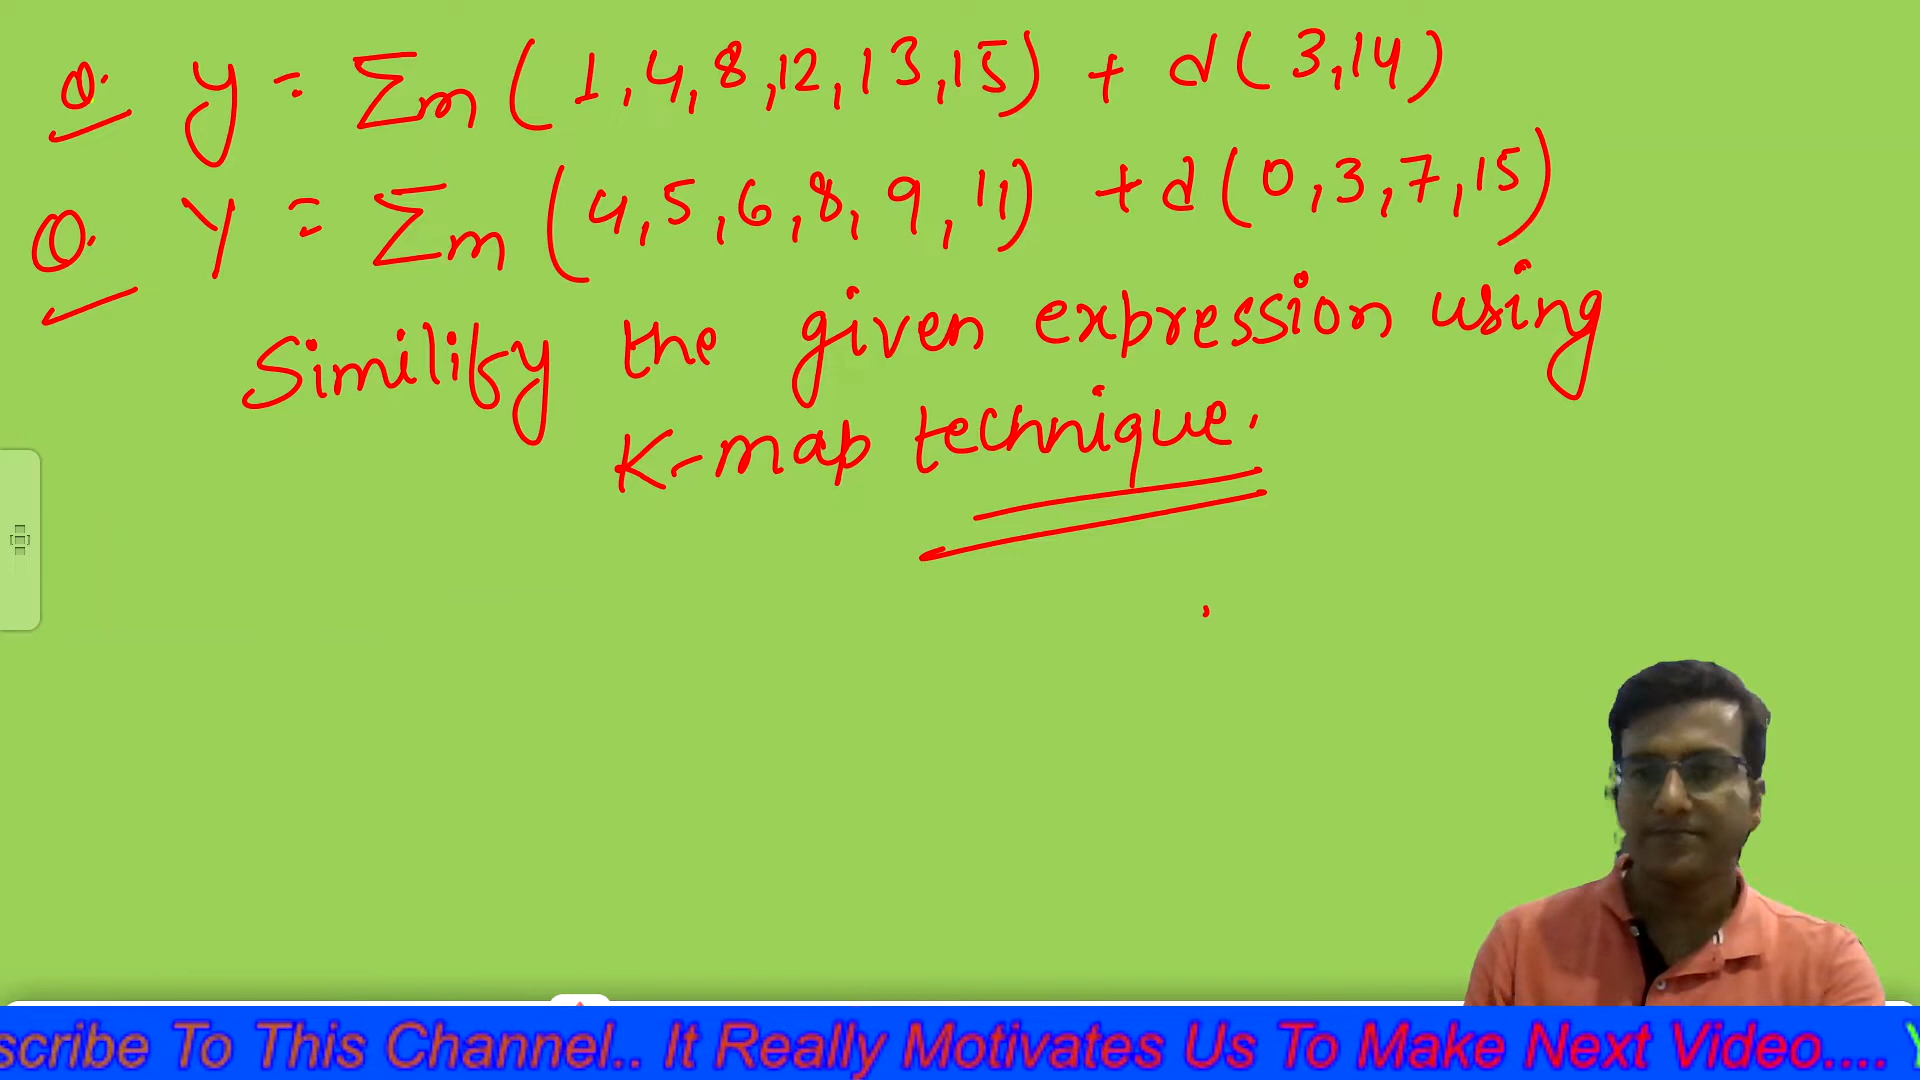 Q. y = Σm ( 1,4,8,12,13,15) + d( 3,14)
Q. Y = Σm (4,5,6,8,9,11) +d(0,3,7,15)
Similify the given expression using
K-map technique.
scribe To This Channel.. It Really Motivates Us To Make Next Video....